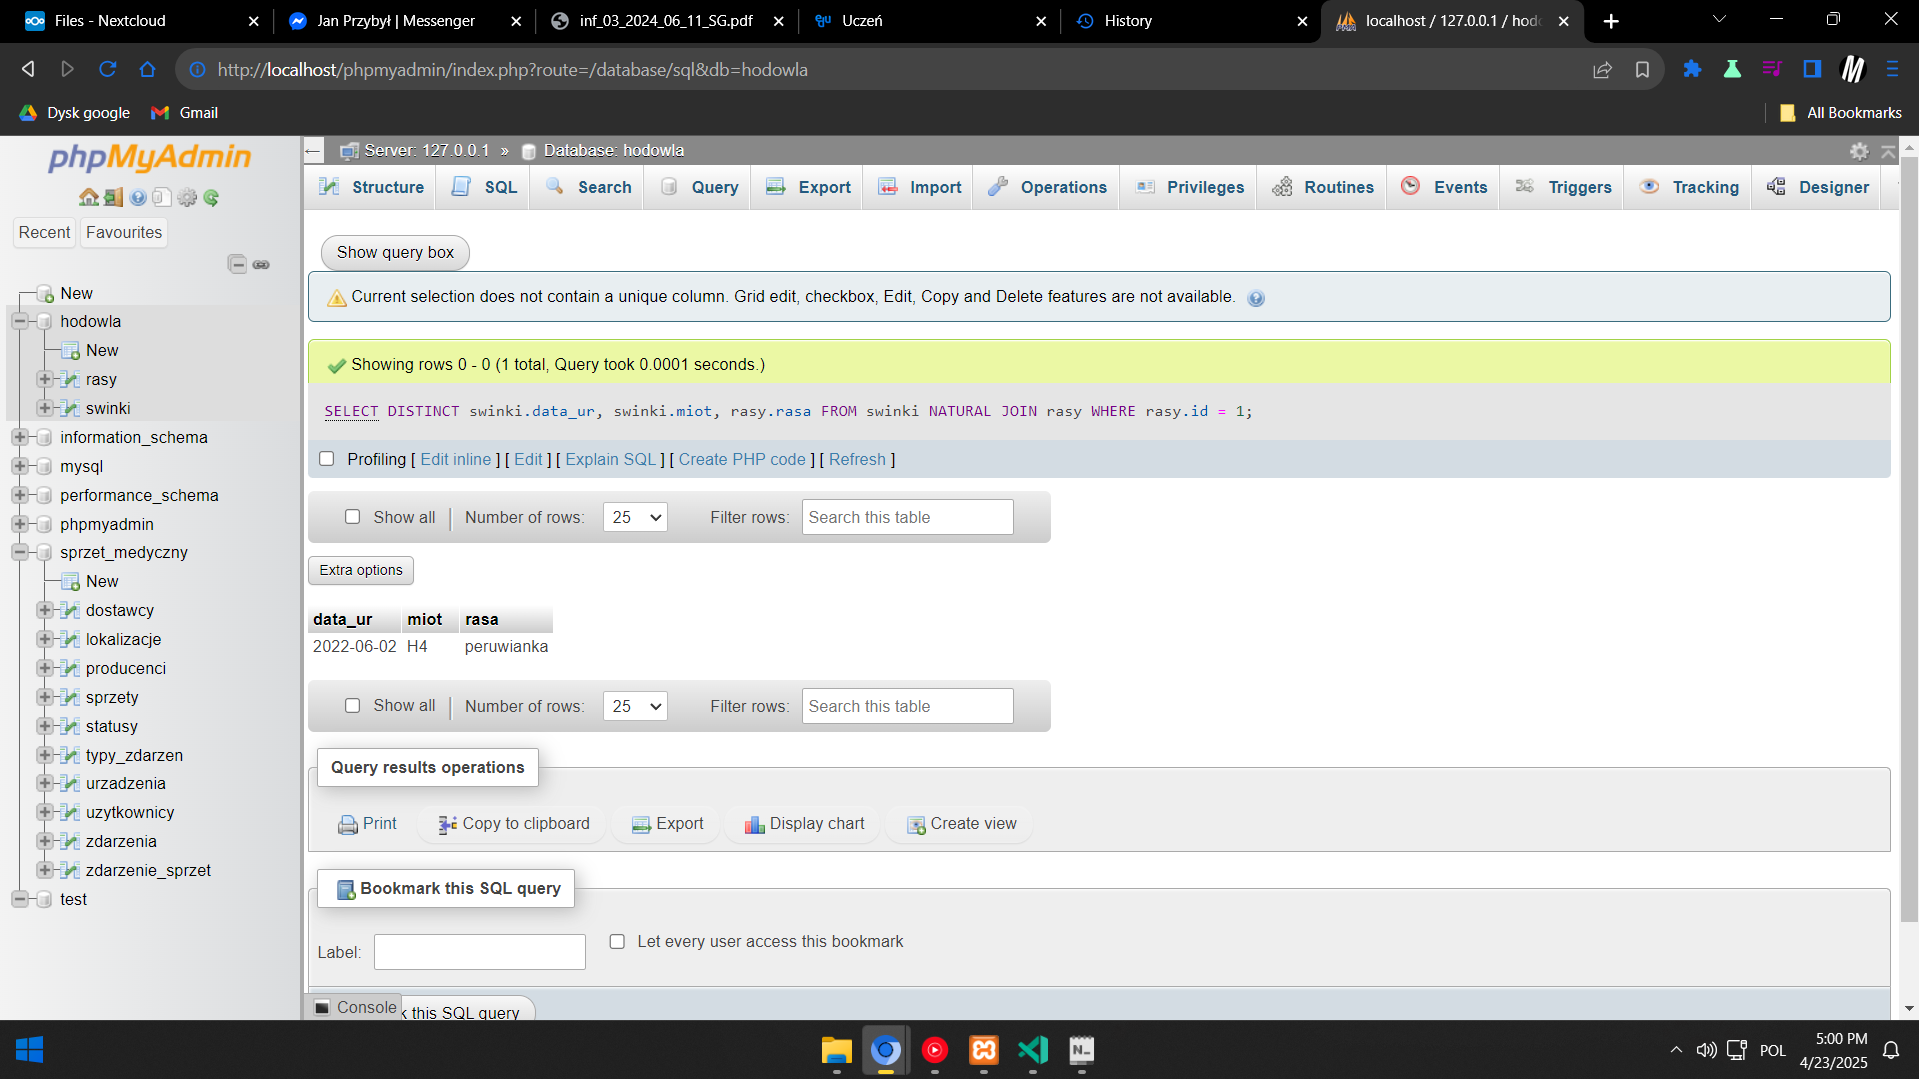 Files - Nextcloud
Jan Przybył | Messenger
inf_03_2024_06_11_SG.pdf
Uczeń
History
localhost / 127.0.0.1 / hod
http://localhost/phpmyadmin/index.php?route=/database/sql&db=hodowla
Dysk google
Gmail
All Bookmarks
phpMyAdmin
Recent
Favourites
New
hodowla
New
rasy
swinki
information_schema
mysql
performance_schema
phpmyadmin
sprzet_medyczny
New
dostawcy
lokalizacje
producenci
sprzety
statusy
typy_zdarzen
urzadzenia
uzytkownicy
zdarzenia
zdarzenie_sprzet
test
Server: 127.0.0.1 » Database: hodowla
Structure SQL Search Query Export Import Operations Privileges Routines Events Triggers Tracking Designer
Show query box
Current selection does not contain a unique column. Grid edit, checkbox, Edit, Copy and Delete features are not available.
Showing rows 0 - 0 (1 total, Query took 0.0001 seconds.)
SELECT DISTINCT swinki.data_ur, swinki.miot, rasy.rasa FROM swinki NATURAL JOIN rasy WHERE rasy.id = 1;
Profiling [ Edit inline ] [ Edit ] [ Explain SQL ] [ Create PHP code ] [ Refresh ]
Show all | Number of rows: 25 Filter rows: Search this table
Extra options
data_ur miot rasa
2022-06-02 H4 peruwianka
Show all | Number of rows: 25 Filter rows: Search this table
Query results operations
Print Copy to clipboard Export Display chart Create view
Bookmark this SQL query
Label:
Let every user access this bookmark
Console
k this SQL query
POL
5:00 PM
4/23/2025